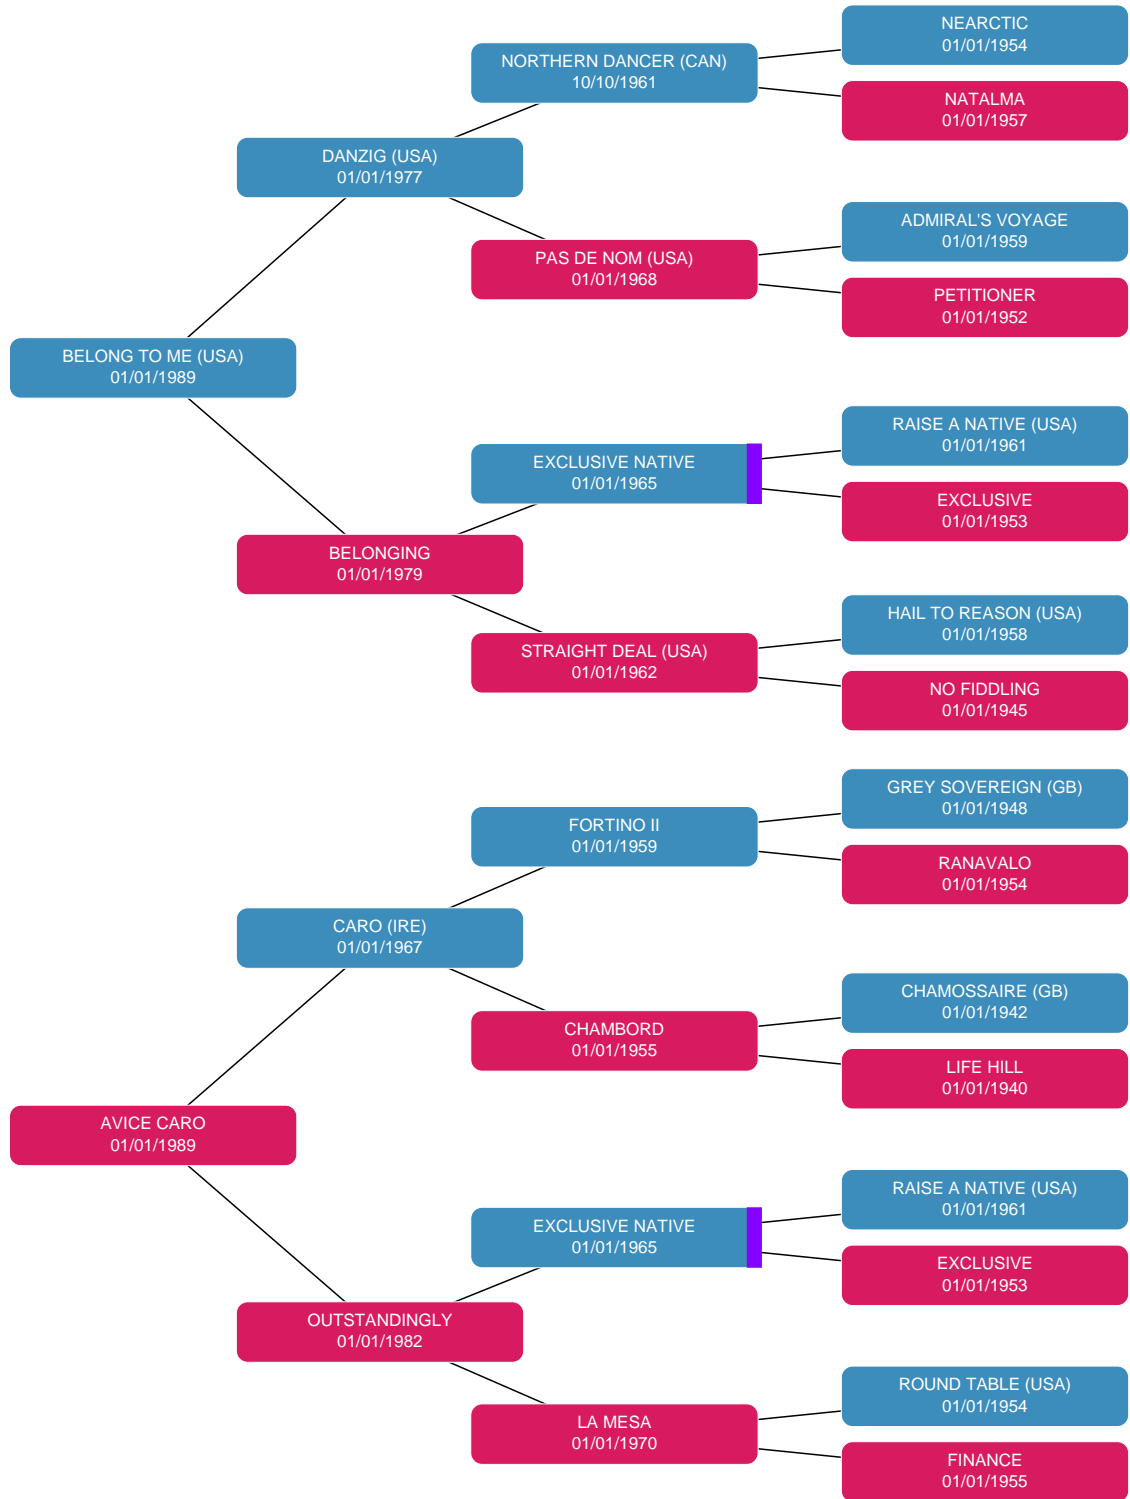 NEARCTIC
01/01/1954
NORTHERN DANCER (CAN)
10/10/1961
NATALMA
01/01/1957
DANZIG (USA)
01/01/1977
ADMIRAL'S VOYAGE
01/01/1959
PAS DE NOM (USA)
01/01/1968
PETITIONER
01/01/1952
BELONG TO ME (USA)
01/01/1989
RAISE A NATIVE (USA)
01/01/1961
EXCLUSIVE NATIVE
01/01/1965
EXCLUSIVE
01/01/1953
BELONGING
01/01/1979
HAIL TO REASON (USA)
01/01/1958
STRAIGHT DEAL (USA)
01/01/1962
NO FIDDLING
01/01/1945
GREY SOVEREIGN (GB)
01/01/1948
FORTINO II
01/01/1959
RANAVALO
01/01/1954
CARO (IRE)
01/01/1967
CHAMOSSAIRE (GB)
01/01/1942
CHAMBORD
01/01/1955
LIFE HILL
01/01/1940
AVICE CARO
01/01/1989
RAISE A NATIVE (USA)
01/01/1961
EXCLUSIVE NATIVE
01/01/1965
EXCLUSIVE
01/01/1953
OUTSTANDINGLY
01/01/1982
ROUND TABLE (USA)
01/01/1954
LA MESA
01/01/1970
FINANCE
01/01/1955